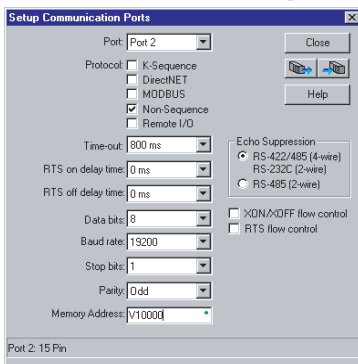 Setup Communication Ports
Port: Port 2
Close
Protocol: K-Sequence
DirectNET
MODBUS
Help
Non-Sequence
Remote I/O
Time-out: 800 ms
Echo Suppression
RS-422/485 (4-wire)
RS-232C (2-wire)
RTS on delay time: 0 ms
RTS off delay time: 0 ms
RS-485 (2-wire)
Data bits: 8
XON/XOFF flow control
RTS flow control
Baud rate: 19200
Stop bits: 1
Parity: Odd
Memory Address: V10000
Port 2: 15 Pin